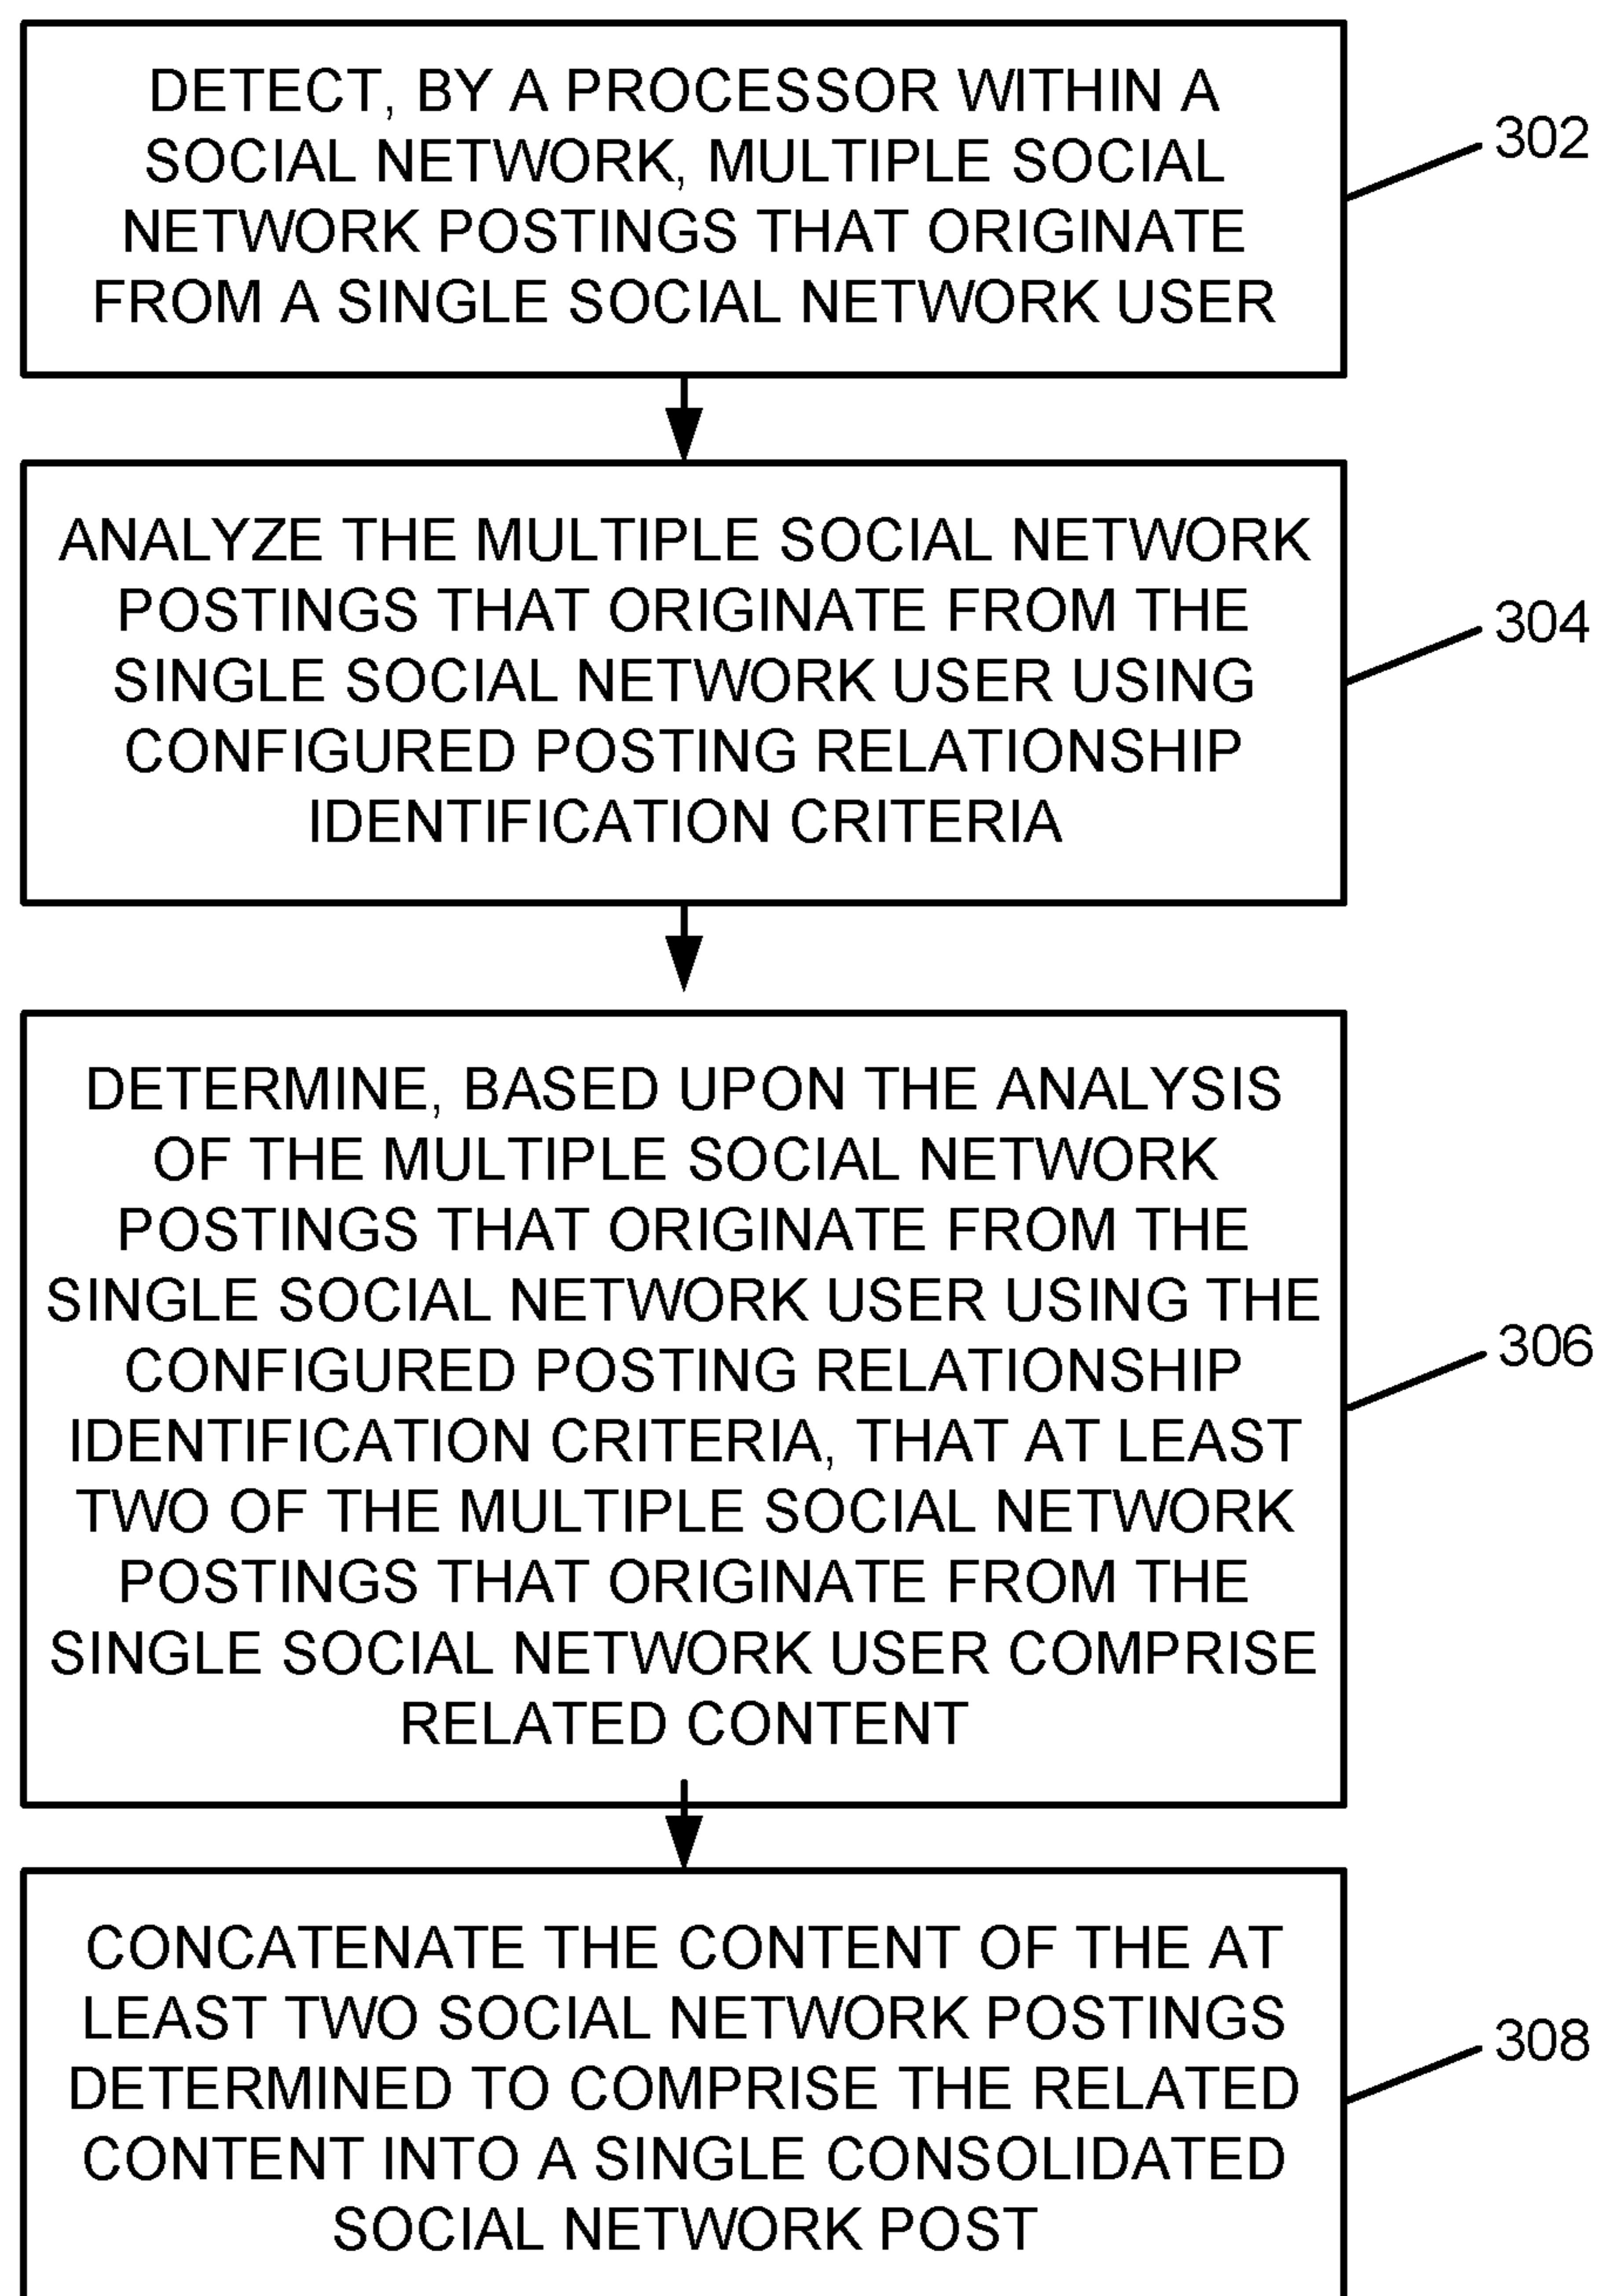 DETECT, BY A PROCESSOR WITHIN A
SOCIAL NETWORK, MULTIPLE SOCIAL
NETWORK POSTINGS THAT ORIGINATE
FROM A SINGLE SOCIAL NETWORK USER
302
ANALYZE THE MULTIPLE SOCIAL NETWORK
POSTINGS THAT ORIGINATE FROM THE
SINGLE SOCIAL NETWORK USER USING
CONFIGURED POSTING RELATIONSHIP
IDENTIFICATION CRITERIA
304
DETERMINE, BASED UPON THE ANALYSIS
OF THE MULTIPLE SOCIAL NETWORK
POSTINGS THAT ORIGINATE FROM THE
SINGLE SOCIAL NETWORK USER USING THE
CONFIGURED POSTING RELATIONSHIP
IDENTIFICATION CRITERIA, THAT AT LEAST
TWO OF THE MULTIPLE SOCIAL NETWORK
POSTINGS THAT ORIGINATE FROM THE
SINGLE SOCIAL NETWORK USER COMPRISE
RELATED CONTENT
306
CONCATENATE THE CONTENT OF THE AT
LEAST TWO SOCIAL NETWORK POSTINGS
DETERMINED TO COMPRISE THE RELATED
CONTENT INTO A SINGLE CONSOLIDATED
SOCIAL NETWORK POST
308